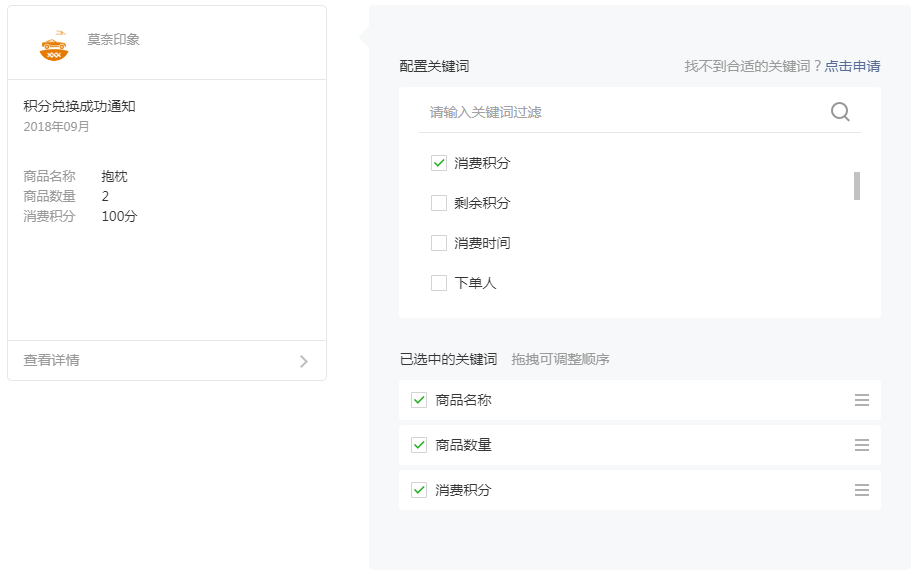 莫奈印象
积分兑换成功通知
2018年09月
商品名称 抱枕
商品数量 2
消费积分 100分
查看详情
配置关键词 找不到合适的关键词？点击申请
请输入关键词过滤
消费积分
剩余积分
消费时间
下单人
已选中的关键词 拖拽可调整顺序
商品名称
商品数量
消费积分